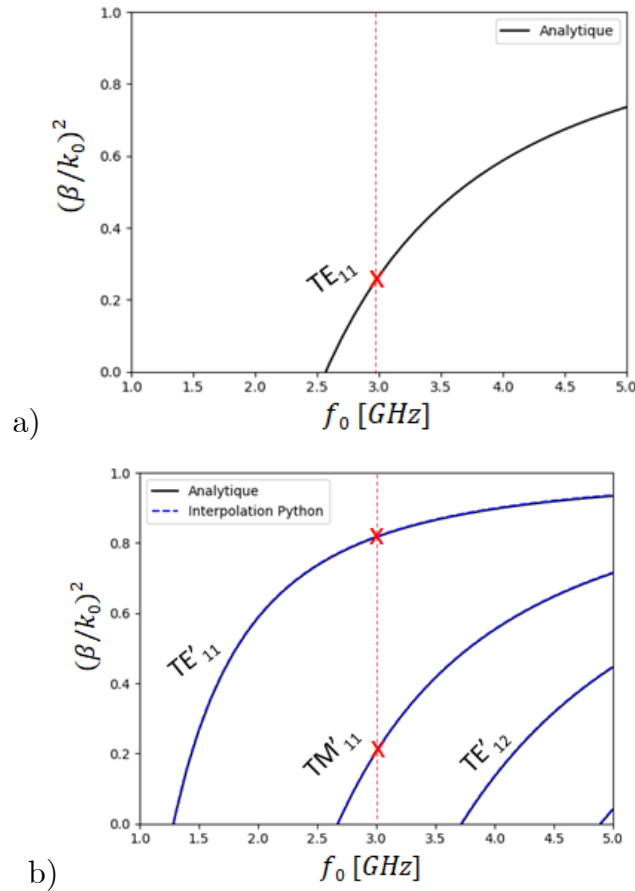 1.0
Analytique
0.8
(β/k₀)²
0.6
0.4
TE₁₁
X
0.2
0.0
1.0 1.5 2.0 2.5 3.0 3.5 4.0 4.5 5.0
f₀ [GHz]
a)
1.0
Analytique
Interpolation Python
X
0.8
(β/k₀)²
0.6
TE'₁₁
0.4
TM'₁₁
TE'₁₂
X
0.2
0.0
1.0 1.5 2.0 2.5 3.0 3.5 4.0 4.5 5.0
f₀ [GHz]
b)